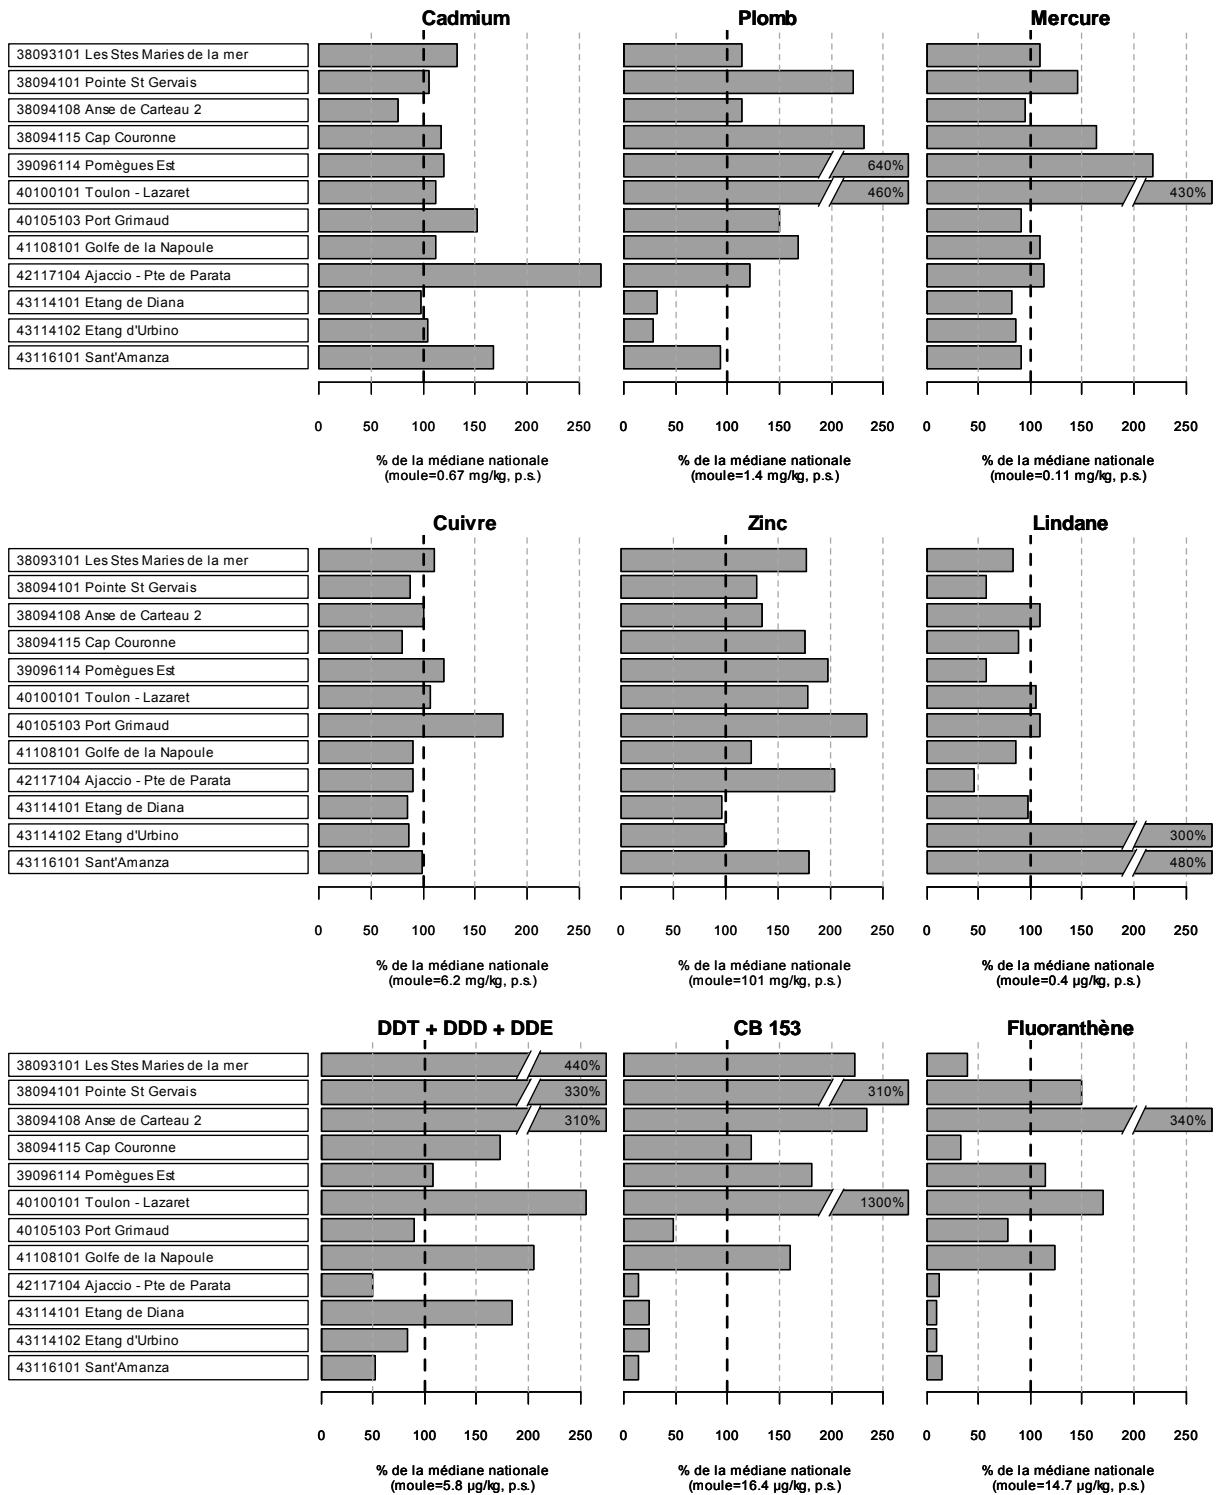 Cadmium Plomb Mercure
38093101 Les Stes Maries de la mer
38094101 Pointe St Gervais
38094108 Anse de Carteau 2
38094115 Cap Couronne
39096114 Pomègues Est 640%
40100101 Toulon - Lazaret 460% 430%
40105103 Port Grimaud
41108101 Golfe de la Napoule
42117104 Ajaccio - Pte de Parata
43114101 Etang de Diana
43114102 Etang d'Urbino
43116101 Sant'Amanza
0 50 100 150 200 250 0 50 100 150 200 250 0 50 100 150 200 250
% de la médiane nationale % de la médiane nationale % de la médiane nationale
(moule=0.67 mg/kg, p.s.) (moule=1.4 mg/kg, p.s.) (moule=0.11 mg/kg, p.s.)
Cuivre Zinc Lindane
38093101 Les Stes Maries de la mer
38094101 Pointe St Gervais
38094108 Anse de Carteau 2
38094115 Cap Couronne
39096114 Pomègues Est
40100101 Toulon - Lazaret
40105103 Port Grimaud
41108101 Golfe de la Napoule
42117104 Ajaccio - Pte de Parata
43114101 Etang de Diana
43114102 Etang d'Urbino 300%
43116101 Sant'Amanza 480%
0 50 100 150 200 250 0 50 100 150 200 250 0 50 100 150 200 250
% de la médiane nationale % de la médiane nationale % de la médiane nationale
(moule=6.2 mg/kg, p.s.) (moule=101 mg/kg, p.s.) (moule=0.4 µg/kg, p.s.)
DDT + DDD + DDE CB 153 Fluoranthène
38093101 Les Stes Maries de la mer 440%
38094101 Pointe St Gervais 330% 310%
38094108 Anse de Carteau 2 310% 340%
38094115 Cap Couronne
39096114 Pomègues Est
40100101 Toulon - Lazaret 1300%
40105103 Port Grimaud
41108101 Golfe de la Napoule
42117104 Ajaccio - Pte de Parata
43114101 Etang de Diana
43114102 Etang d'Urbino
43116101 Sant'Amanza
0 50 100 150 200 250 0 50 100 150 200 250 0 50 100 150 200 250
% de la médiane nationale % de la médiane nationale % de la médiane nationale
(moule=5.8 µg/kg, p.s.) (moule=16.4 µg/kg, p.s.) (moule=14.7 µg/kg, p.s.)